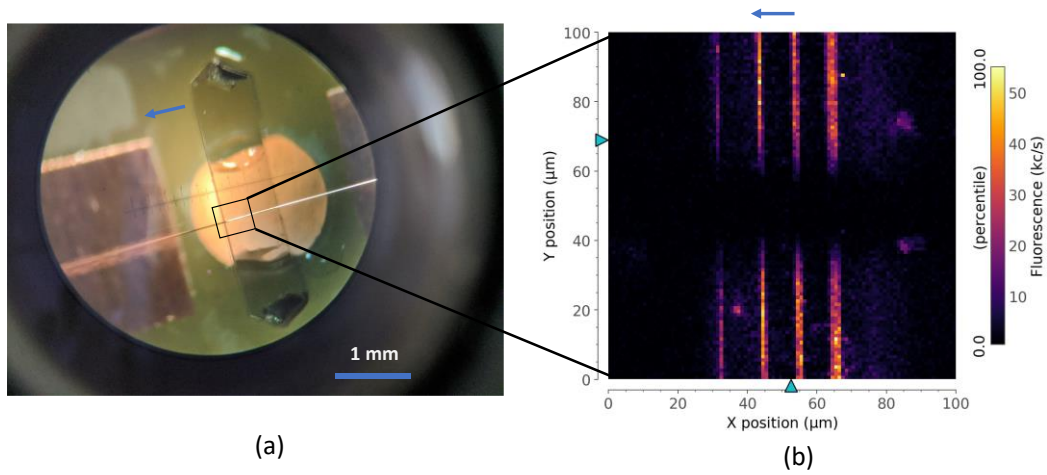 1 mm
(a)
100
80
60
40
20
0
Y position (µm)
0 20 40 60 80 100
X position (µm)
100.0
(percentile)
0.0
50
40
30
20
10
Fluorescence (kc/s)
(b)